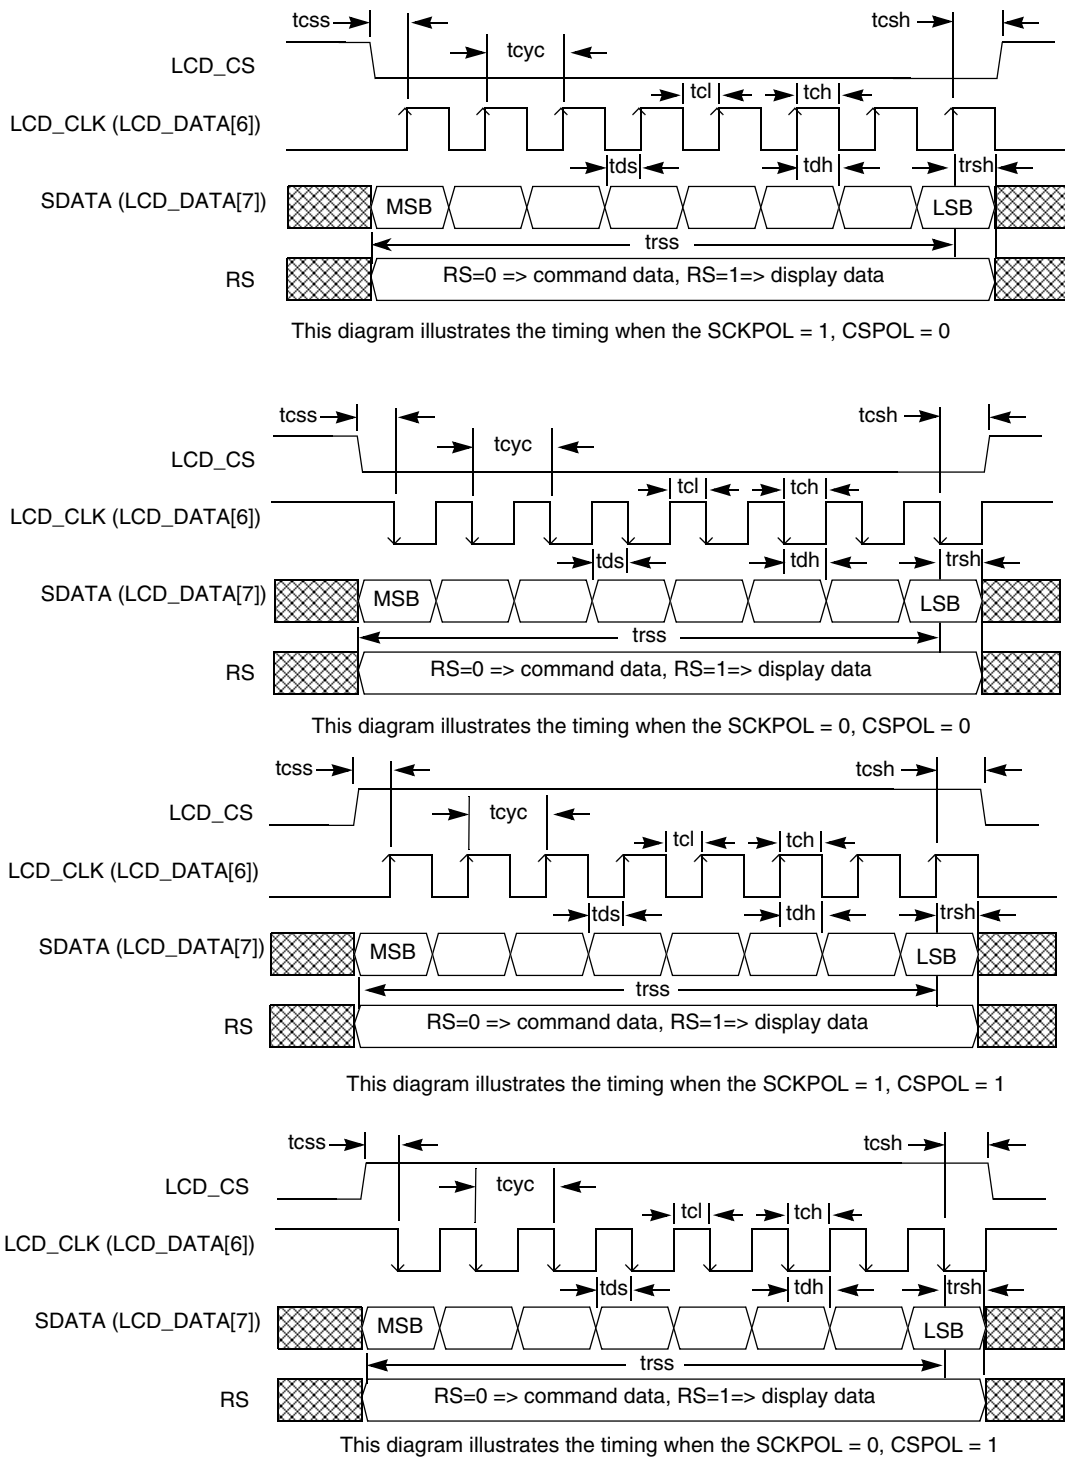 tcss
tcsh
tcyc
LCD_CS
tcl
tch
LCD_CLK (LCD_DATA[6])
tds
tdh
trsh
SDATA (LCD_DATA[7])
MSB
LSB
trss
RS
RS=0 => command data, RS=1=> display data
This diagram illustrates the timing when the SCKPOL = 1, CSPOL = 0
tcss
tcsh
tcyc
LCD_CS
tcl
tch
LCD_CLK (LCD_DATA[6])
tds
tdh
trsh
SDATA (LCD_DATA[7])
MSB
LSB
trss
RS
RS=0 => command data, RS=1=> display data
This diagram illustrates the timing when the SCKPOL = 0, CSPOL = 0
tcss
tcsh
tcyc
LCD_CS
tcl
tch
LCD_CLK (LCD_DATA[6])
tds
tdh
trsh
SDATA (LCD_DATA[7])
MSB
LSB
trss
RS
RS=0 => command data, RS=1=> display data
This diagram illustrates the timing when the SCKPOL = 1, CSPOL = 1
tcss
tcsh
tcyc
LCD_CS
tcl
tch
LCD_CLK (LCD_DATA[6])
tds
tdh
trsh
SDATA (LCD_DATA[7])
MSB
LSB
trss
RS
RS=0 => command data, RS=1=> display data
This diagram illustrates the timing when the SCKPOL = 0, CSPOL = 1